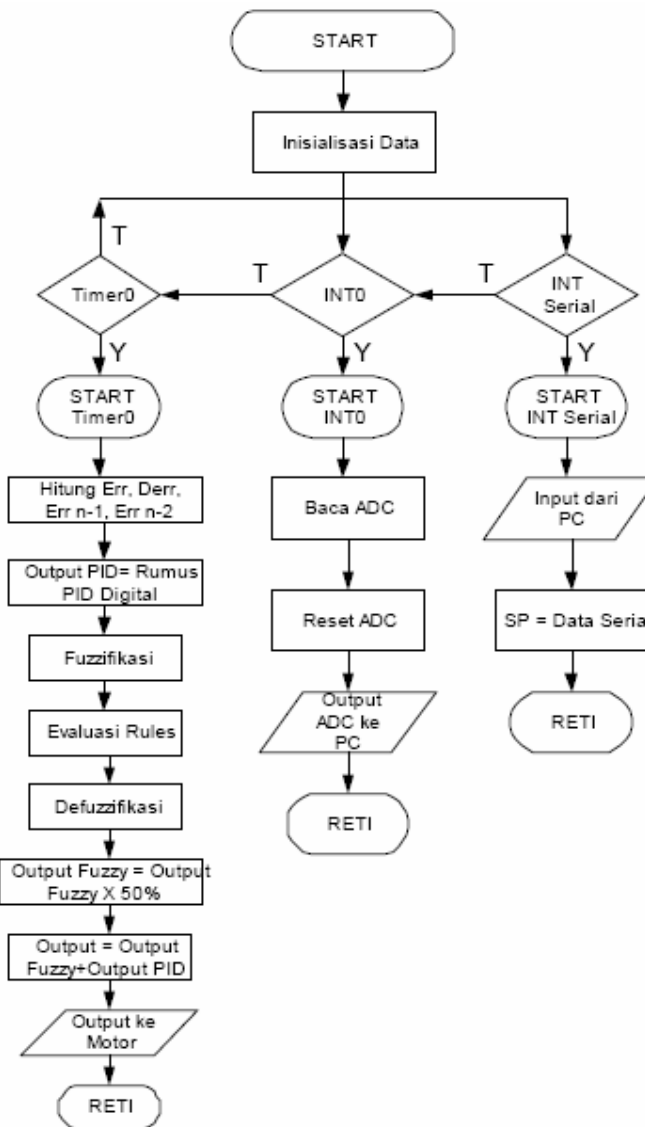 START
Inisialisasi Data
T
Timer0
T
INT0
T
INT
Serial
Y
Y
Y
START
Timer0
START
INT0
START
INT Serial
Hitung Err, Derr,
Err n-1, Err n-2
Baca ADC
Input dari
PC
Output PID= Rumus
PID Digital
Reset ADC
SP = Data Serial
Fuzzifikasi
Output
ADC ke
PC
RETI
Evaluasi Rules
Defuzzifikasi
RETI
Output Fuzzy = Output
Fuzzy X 50%
Output = Output
Fuzzy+Output PID
Output ke
Motor
RETI